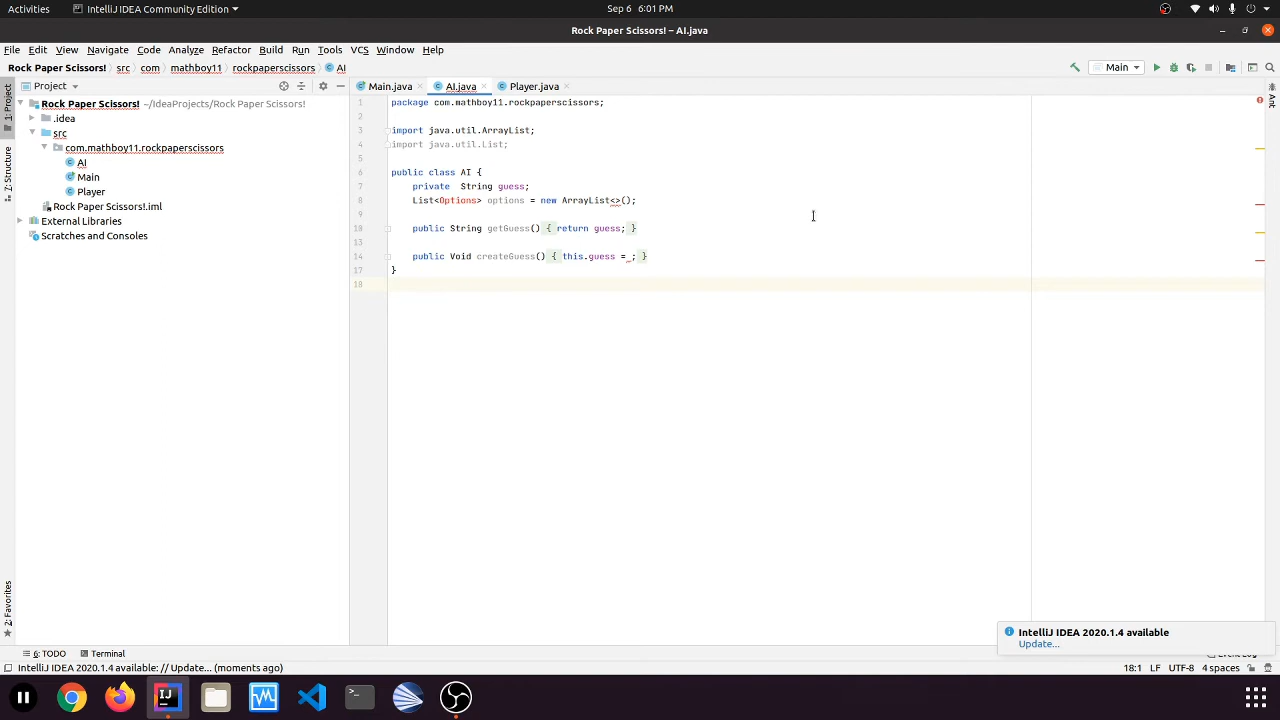 Activities IntelliJ IDEA Community Edition Sep 6 6:01 PM
Rock Paper Scissors! – AI.java
File Edit View Navigate Code Analyze Refactor Build Run Tools VCS Window Help
Rock Paper Scissors! src com mathboy11 rockpaperscissors AI Main
Project Main.java AI.java Player.java
1: Project
Z: Structure
2: Favorites
Ant
Rock Paper Scissors! ~/IdeaProjects/Rock Paper Scissors!
.idea
src
com.mathboy11.rockpaperscissors
AI
Main
Player
Rock Paper Scissors!.iml
External Libraries
Scratches and Consoles
1 package com.mathboy11.rockpaperscissors;
2
3 import java.util.ArrayList;
4 import java.util.List;
5
6 public class AI {
7 private  String guess;
8 List<Options> options = new ArrayList<>();
9
10 public String getGuess() { return guess; }
13
14 public Void createGuess() { this.guess = ; }
17 }
18
IntelliJ IDEA 2020.1.4 available
Update...
6: TODO Terminal
IntelliJ IDEA 2020.1.4 available: // Update... (moments ago) 18:1 LF UTF-8 4 spaces